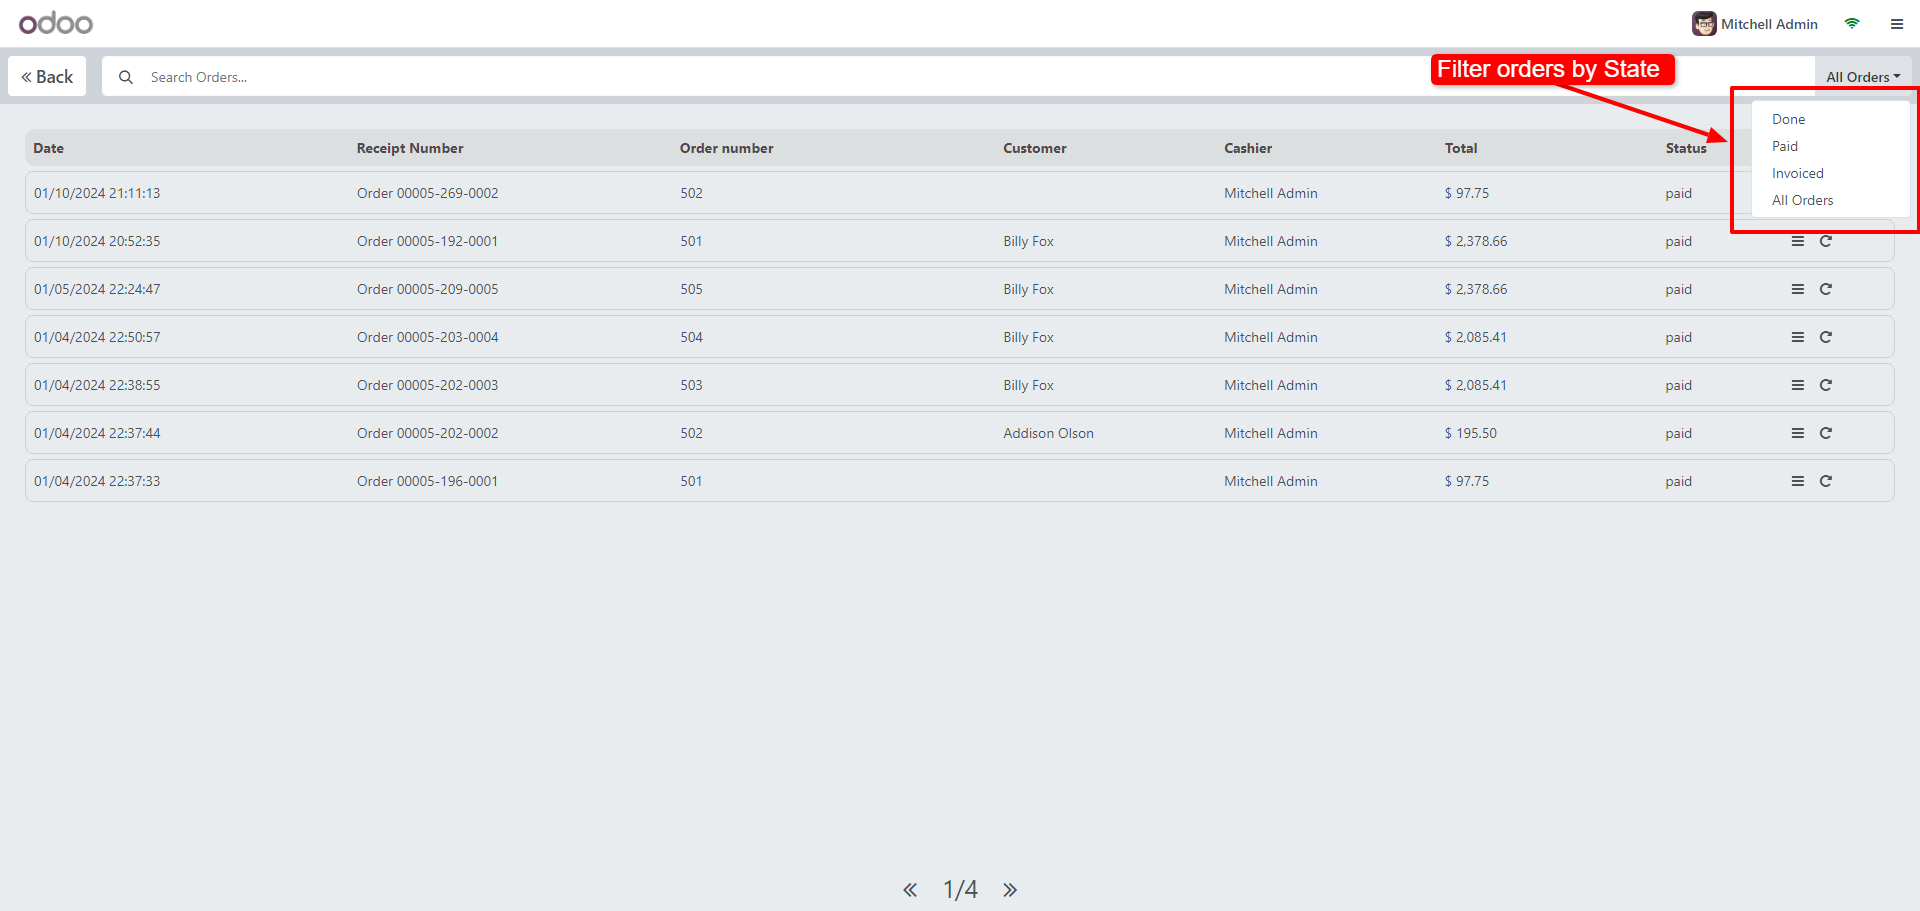 odoo
Mitchell Admin
Back
Search Orders...
Filter orders by State
All Orders
Done
Paid
Invoiced
All Orders
Date Receipt Number Order number Customer Cashier Total Status
01/10/2024 21:11:13 Order 00005-269-0002 502 Mitchell Admin $ 97.75 paid
01/10/2024 20:52:35 Order 00005-192-0001 501 Billy Fox Mitchell Admin $ 2,378.66 paid
01/05/2024 22:24:47 Order 00005-209-0005 505 Billy Fox Mitchell Admin $ 2,378.66 paid
01/04/2024 22:50:57 Order 00005-203-0004 504 Billy Fox Mitchell Admin $ 2,085.41 paid
01/04/2024 22:38:55 Order 00005-202-0003 503 Billy Fox Mitchell Admin $ 2,085.41 paid
01/04/2024 22:37:44 Order 00005-202-0002 502 Addison Olson Mitchell Admin $ 195.50 paid
01/04/2024 22:37:33 Order 00005-196-0001 501 Mitchell Admin $ 97.75 paid
1/4